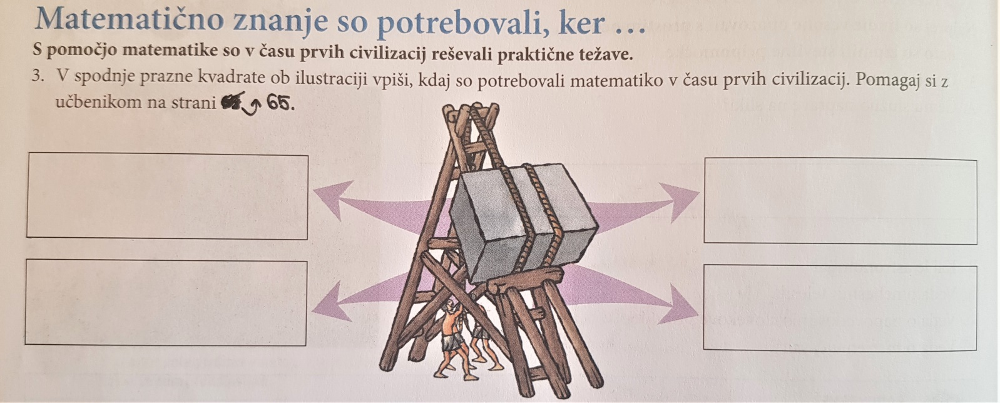 Matematično znanje so potrebovali, ker ...
S pomočjo matematike so v času prvih civilizacij reševali praktične težave.
3. V spodnje prazne kvadrate ob ilustraciji vpiši, kdaj so potrebovali matematiko v času prvih civilizacij. Pomagaj si z
učbenikom na strani 65.